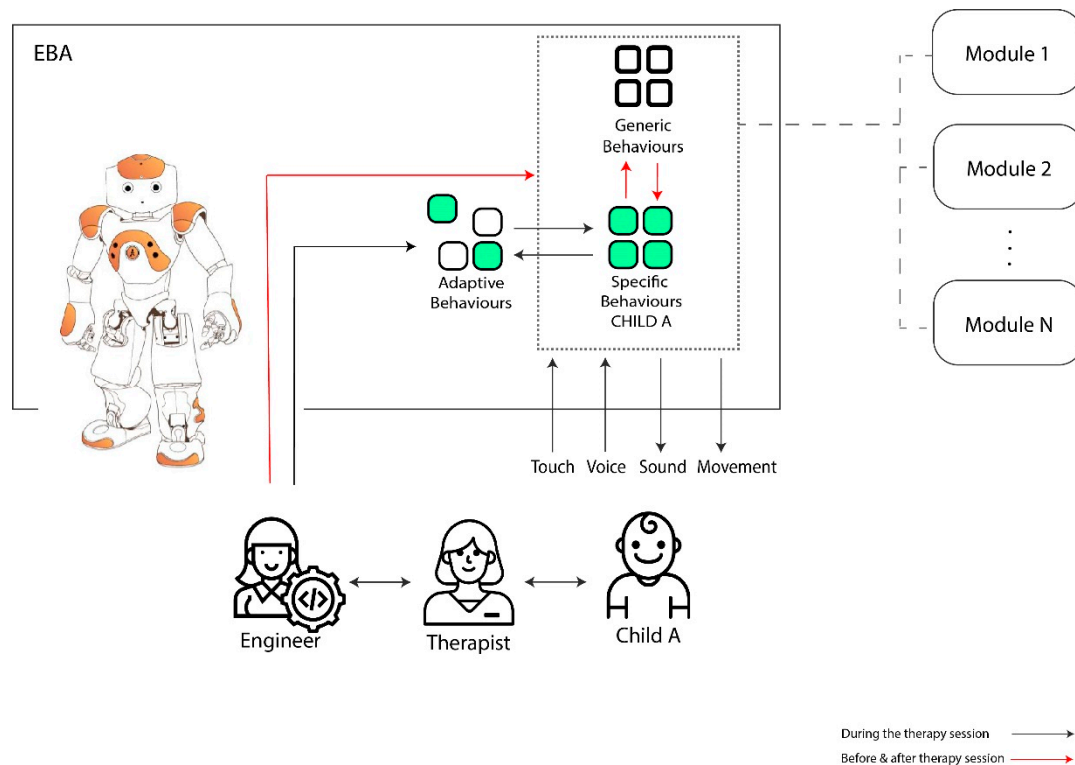 EBA
Module 1
Generic
Behaviours
Module 2
Adaptive
Behaviours
Specific
Behaviours
CHILD A
Module N
Touch Voice Sound Movement
</>
Engineer
Therapist
Child A
During the therapy session
Before & after therapy session